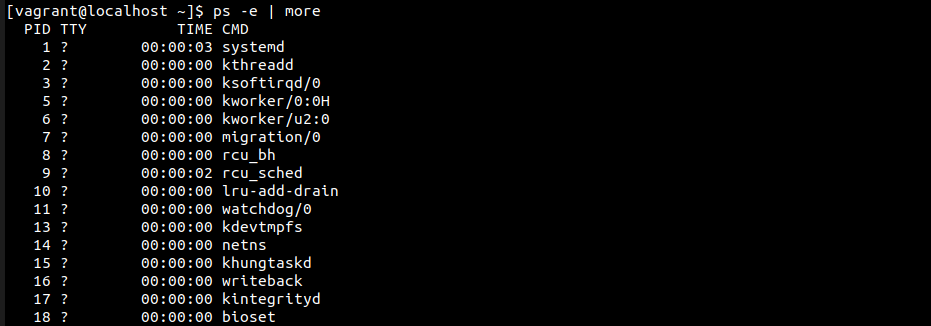 [vagrant@localhost ~]$ ps -e | more
  PID TTY          TIME CMD
    1 ?        00:00:03 systemd
    2 ?        00:00:00 kthreadd
    3 ?        00:00:00 ksoftirqd/0
    5 ?        00:00:00 kworker/0:0H
    6 ?        00:00:00 kworker/u2:0
    7 ?        00:00:00 migration/0
    8 ?        00:00:00 rcu_bh
    9 ?        00:00:02 rcu_sched
   10 ?        00:00:00 lru-add-drain
   11 ?        00:00:00 watchdog/0
   13 ?        00:00:00 kdevtmpfs
   14 ?        00:00:00 netns
   15 ?        00:00:00 khungtaskd
   16 ?        00:00:00 writeback
   17 ?        00:00:00 kintegrityd
   18 ?        00:00:00 bioset